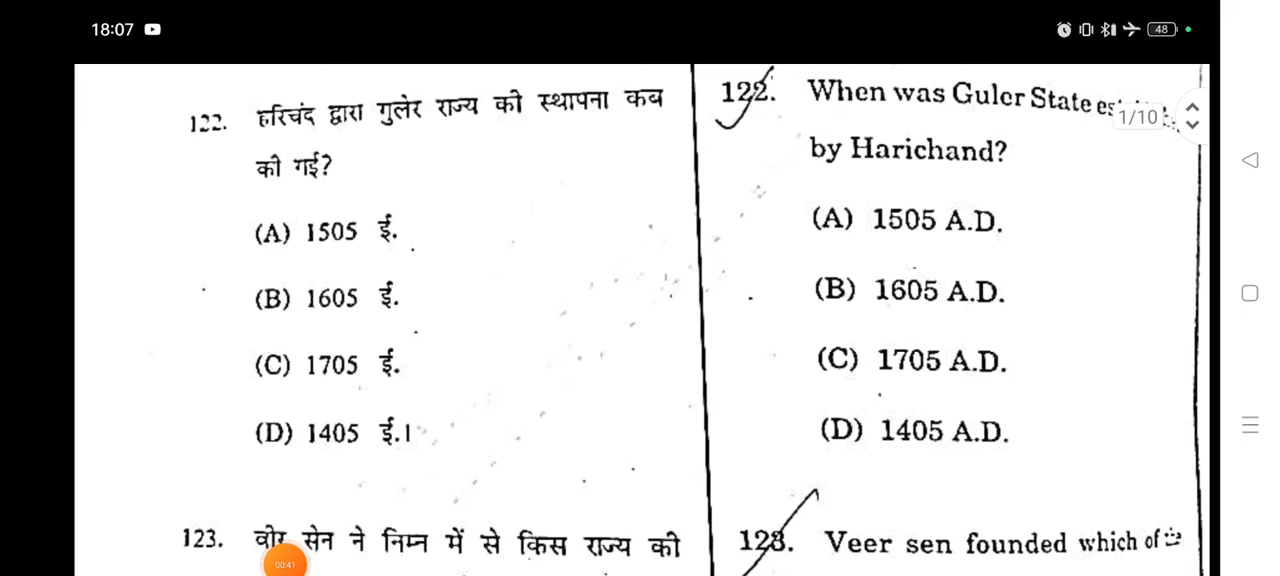 18:07
48
122. हरिचंद द्वारा गुलेर राज्य की स्थापना कब
की गई?
(A) 1505 ई.
(B) 1605 ई.
(C) 1705 ई.
(D) 1405 ई.।
123. वीर सेन ने निम्न में से किस राज्य की
122. When was Guler State
by Harichand?
(A) 1505 A.D.
(B) 1605 A.D.
(C) 1705 A.D.
(D) 1405 A.D.
123. Veer sen founded which of
1/10
00:41